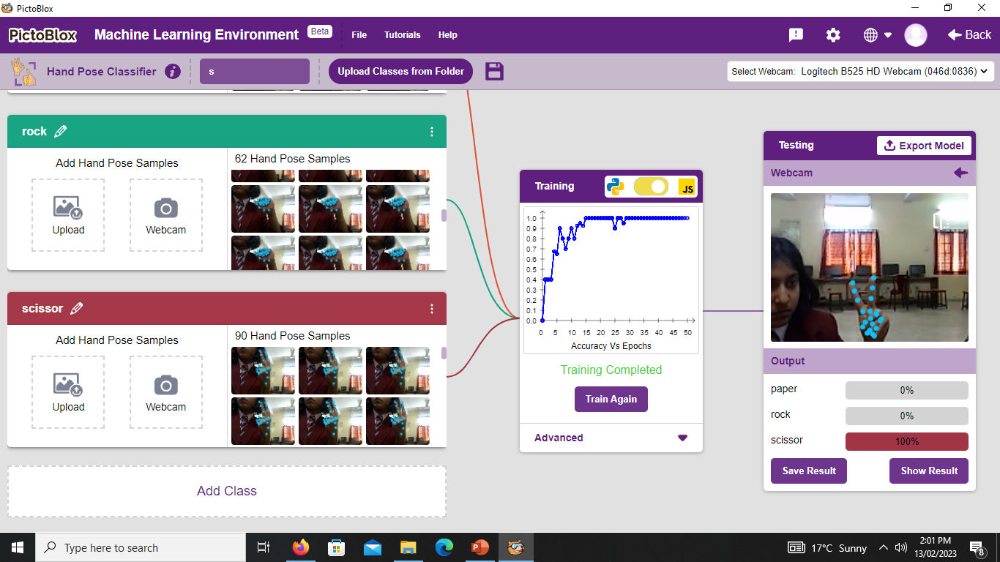 PictoBlox
PictoBlox
Machine Learning Environment
Beta
File
Tutorials
Help
Back
Hand Pose Classifier
i
s
Upload Classes from Folder
Select Webcam: Logitech B525 HD Webcam (046d:0836)
rock
Add Hand Pose Samples
Upload
Webcam
62 Hand Pose Samples
scissor
Add Hand Pose Samples
Upload
Webcam
90 Hand Pose Samples
Add Class
Training
JS
1.0
0.9
0.8
0.7
0.6
0.5
0.4
0.3
0.2
0.1
0.0
0 5 10 15 20 25 30 35 40 45 50
Accuracy Vs Epochs
Training Completed
Train Again
Advanced
Testing
Export Model
Webcam
Output
paper 0%
rock 0%
scissor 100%
Save Result
Show Result
Type here to search
17°C Sunny
2:01 PM
13/02/2023
8